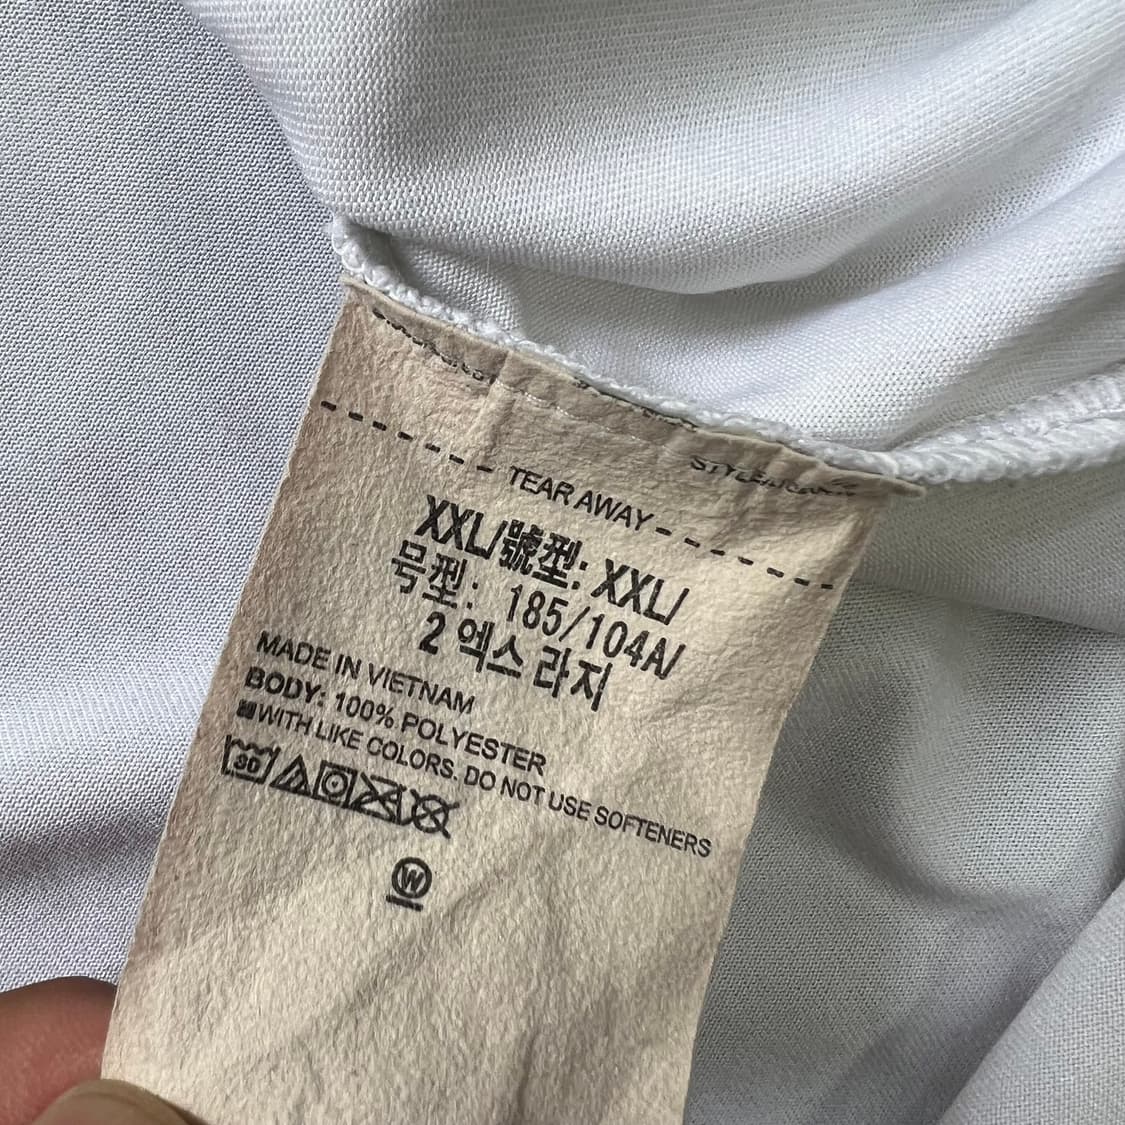 TEAR AWAY
XXL/號型: XXL/
号型: 185/104A/
2 엑스 라지
MADE IN VIETNAM
BODY: 100% POLYESTER
WITH LIKE COLORS. DO NOT USE SOFTENERS
30
W